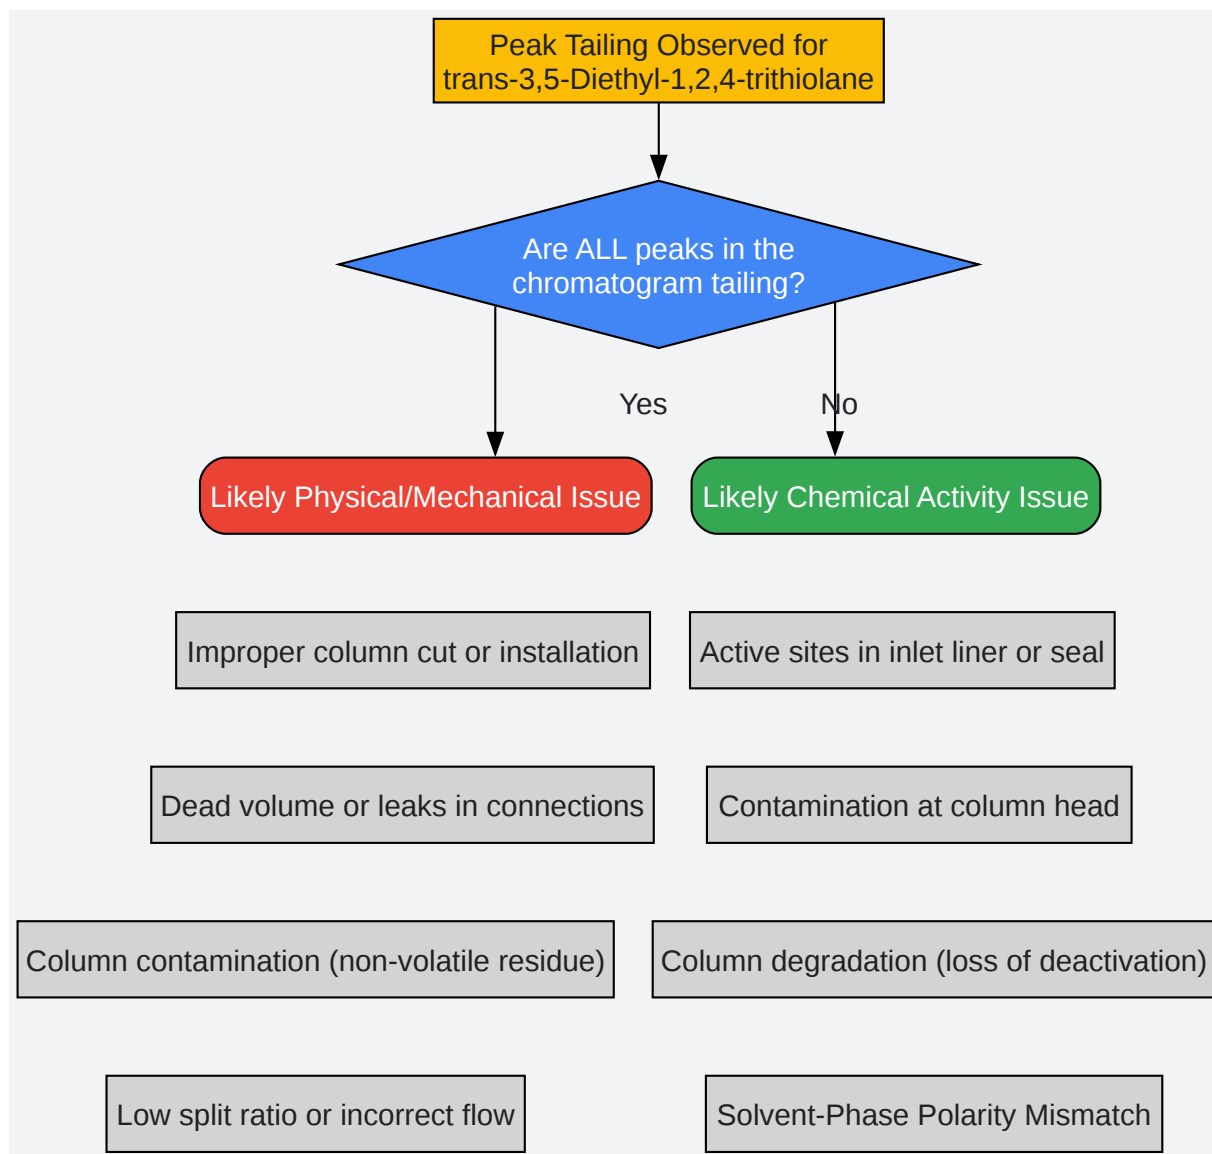 Peak Tailing Observed for
trans-3,5-Diethyl-1,2,4-trithiolane
Are ALL peaks in the
chromatogram tailing?
Yes
No
Likely Physical/Mechanical Issue
Likely Chemical Activity Issue
Improper column cut or installation
Active sites in inlet liner or seal
Dead volume or leaks in connections
Contamination at column head
Column contamination (non-volatile residue)
Column degradation (loss of deactivation)
Low split ratio or incorrect flow
Solvent-Phase Polarity Mismatch